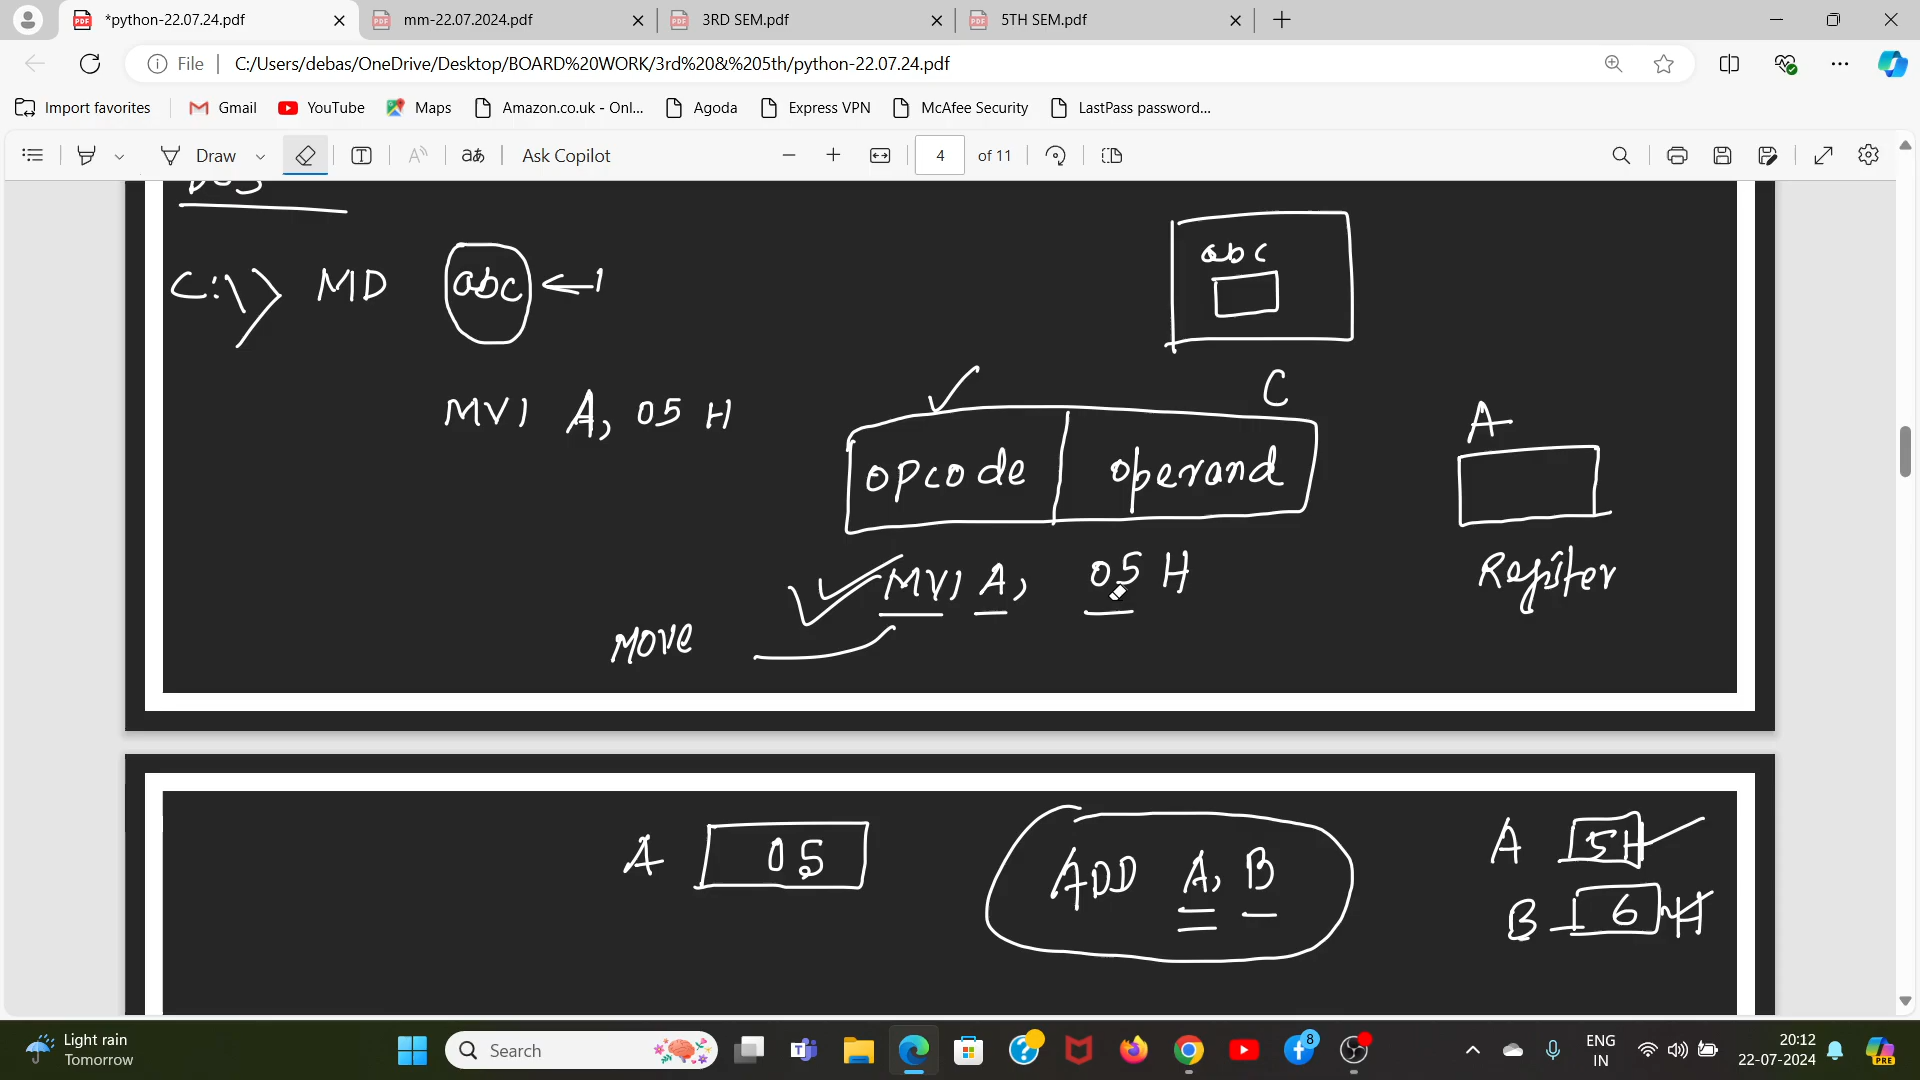 *python-22.07.24.pdf
mm-22.07.2024.pdf
3RD SEM.pdf
5TH SEM.pdf
File
C:/Users/debas/OneDrive/Desktop/BOARD%20WORK/3rd%20&%205th/python-22.07.24.pdf
Import favorites
Gmail
YouTube
Maps
Amazon.co.uk - Onl...
Agoda
Express VPN
McAfee Security
LastPass password...
Draw
Ask Copilot
4
of 11
C:\> MD abc
abc
C
MVI A, 05 H
opcode operand
A
MVI A, 05 H
Register
Move
A 05
ADD A, B
A 5H
B 6 H
Light rain
Tomorrow
Search
8
ENG
IN
20:12
22-07-2024
PRE